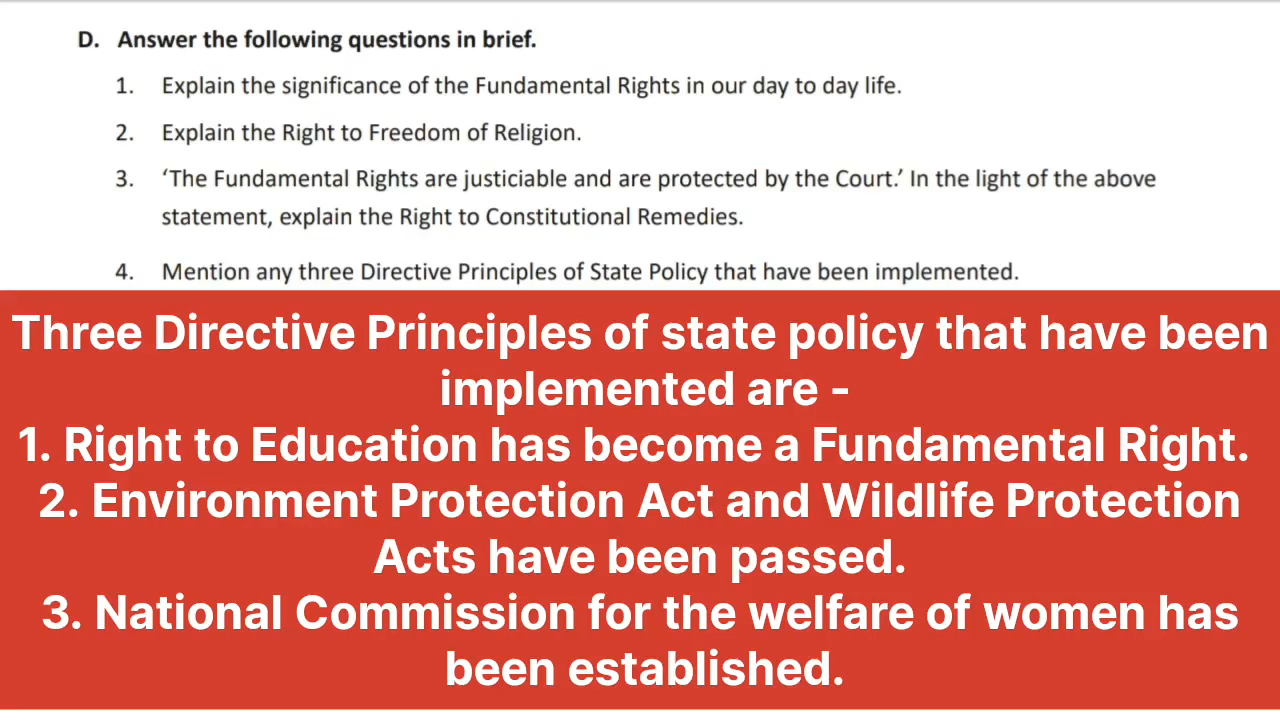 D. Answer the following questions in brief.
1. Explain the significance of the Fundamental Rights in our day to day life.
2. Explain the Right to Freedom of Religion.
3. ‘The Fundamental Rights are justiciable and are protected by the Court.’ In the light of the above
statement, explain the Right to Constitutional Remedies.
4. Mention any three Directive Principles of State Policy that have been implemented.
Three Directive Principles of state policy that have been
implemented are -
1. Right to Education has become a Fundamental Right.
2. Environment Protection Act and Wildlife Protection
Acts have been passed.
3. National Commission for the welfare of women has
been established.